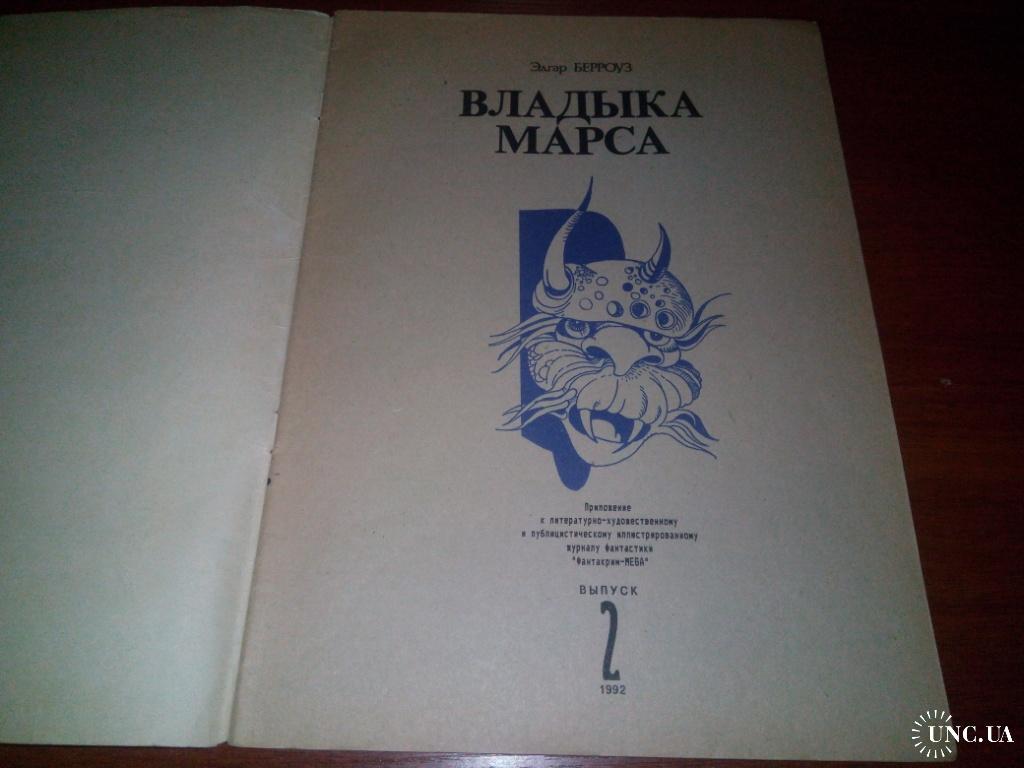 Эдгар БЕРРОУЗ
ВЛАДЫКА
МАРСА
Приложение
к литературно-художественному
и публицистическому иллюстрированному
журналу фантастики
"Фантакрим-MEGA"
ВЫПУСК
2
1992
UNC.UA